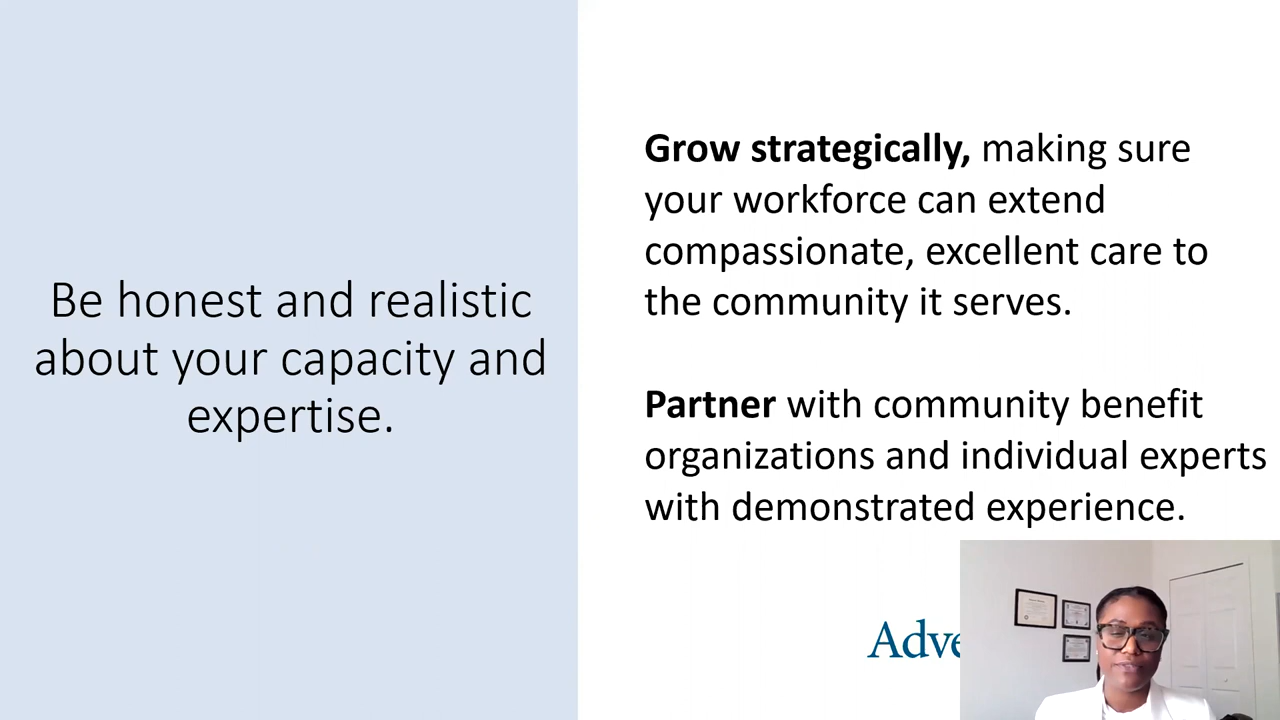 Be honest and realistic
about your capacity and
expertise.
Grow strategically, making sure
your workforce can extend
compassionate, excellent care to
the community it serves.
Partner with community benefit
organizations and individual experts
with demonstrated experience.
Adve